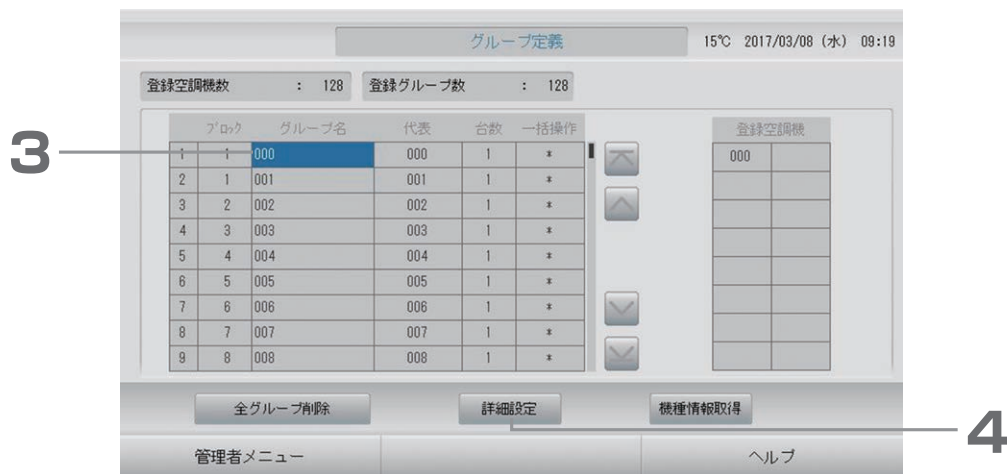 グループ定義 15℃ 2017/03/08 (水) 09:19
登録空調機数 : 128 登録グループ数 : 128
ブロック グループ名 代表 台数 一括操作 登録空調機
3
1 1 000 000 1 * 000
2 1 001 001 1 *
3 2 002 002 1 *
4 3 003 003 1 *
5 4 004 004 1 *
6 5 005 005 1 *
7 6 006 006 1 *
8 7 007 007 1 *
9 8 008 008 1 *
全グループ削除 詳細設定 機種情報取得
4
管理者メニュー ヘルプ